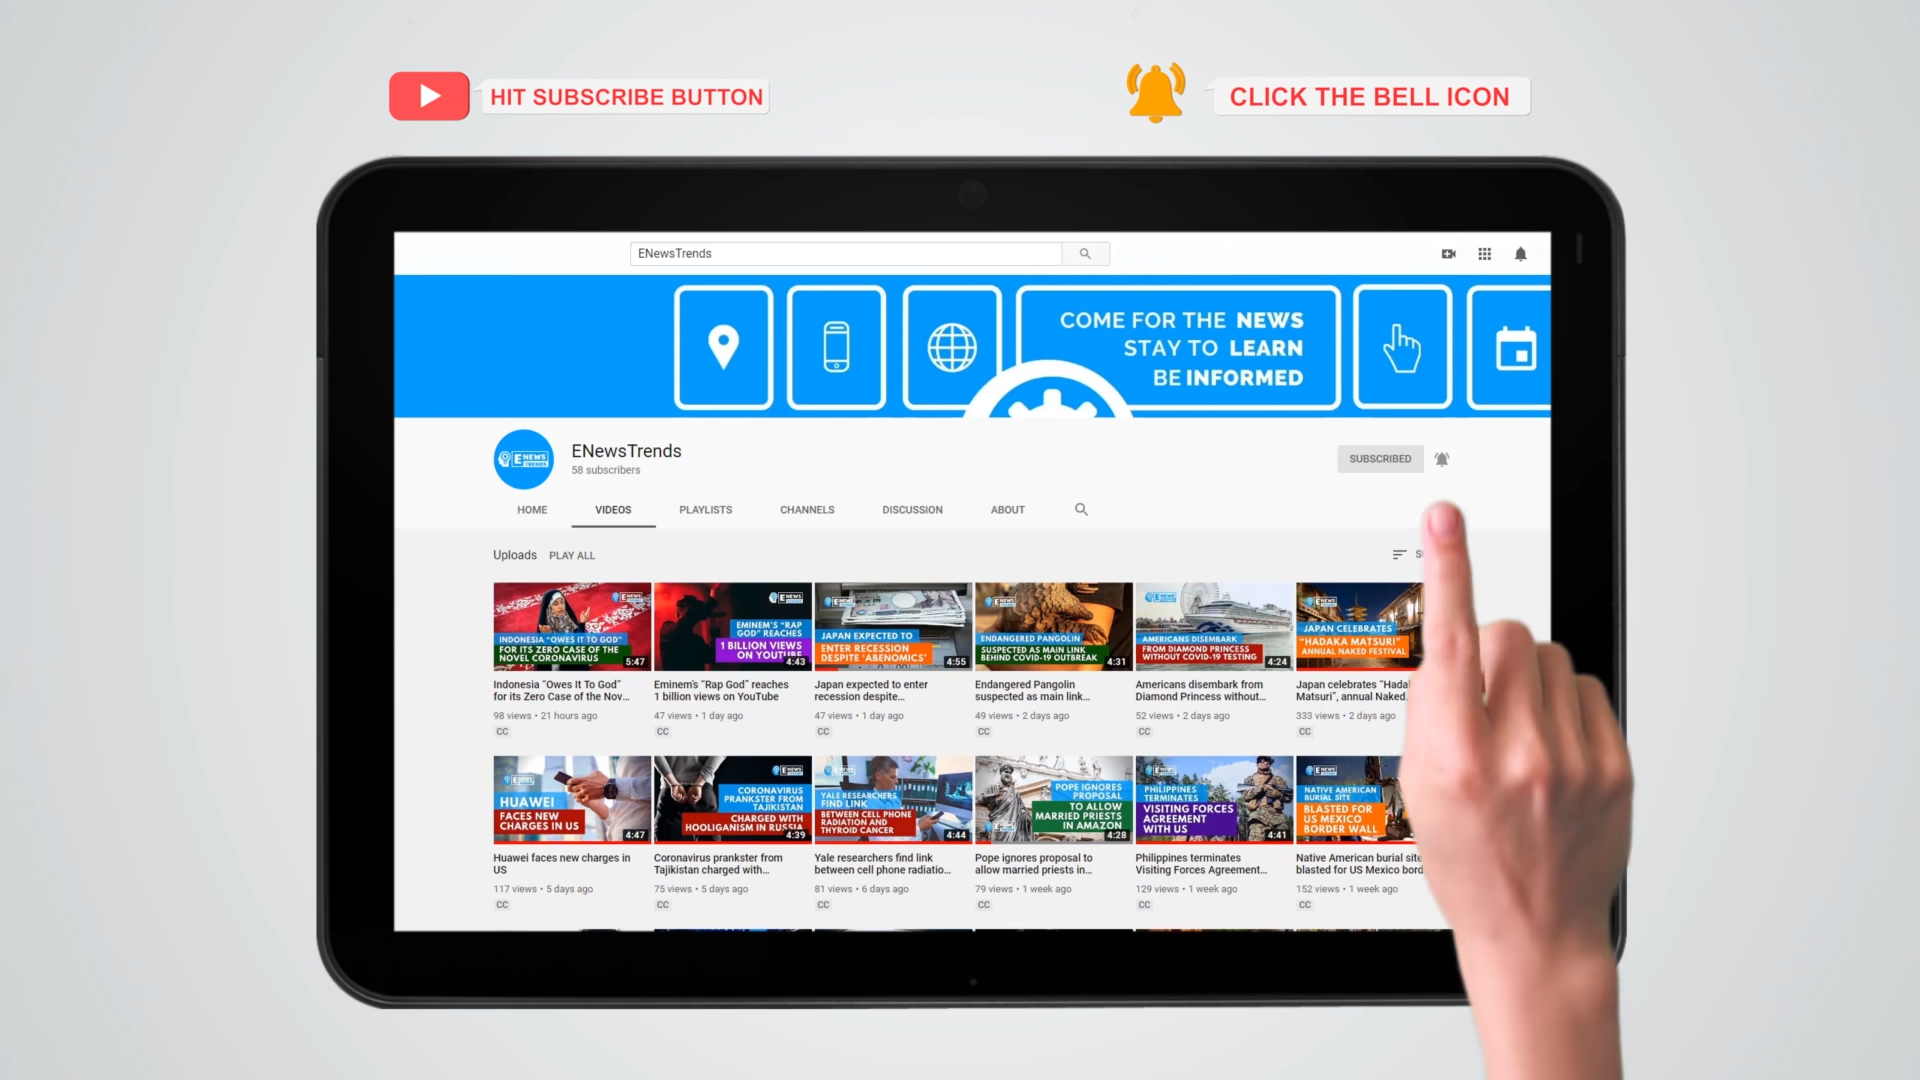 HIT SUBSCRIBE BUTTON
CLICK THE BELL ICON
ENewsTrends
COME FOR THE NEWS
STAY TO LEARN
BE INFORMED
E NEWS
TRENDS
ENewsTrends
58 subscribers
SUBSCRIBED
HOME VIDEOS PLAYLISTS CHANNELS DISCUSSION ABOUT
Uploads PLAY ALL
INDONESIA "OWES IT TO GOD"
FOR ITS ZERO CASE OF THE
NOVEL CORONAVIRUS
5:47
EMINEM'S "RAP
GOD" REACHES
1 BILLION VIEWS
ON YOUTUBE
4:43
JAPAN EXPECTED TO
ENTER RECESSION
DESPITE 'ABENOMICS'
4:55
ENDANGERED PANGOLIN
SUSPECTED AS MAIN LINK
BEHIND COVID-19 OUTBREAK
4:31
AMERICANS DISEMBARK
FROM DIAMOND PRINCESS
WITHOUT COVID-19 TESTING
4:24
JAPAN CELEBRATES
"HADAKA MATSURI"
ANNUAL NAKED FESTIVAL
Indonesia "Owes It To God"
for its Zero Case of the Nov...
98 views • 21 hours ago
CC
Eminem's "Rap God" reaches
1 billion views on YouTube
47 views • 1 day ago
CC
Japan expected to enter
recession despite...
47 views • 1 day ago
CC
Endangered Pangolin
suspected as main link...
49 views • 2 days ago
CC
Americans disembark from
Diamond Princess without...
52 views • 2 days ago
CC
Japan celebrates "Hada
Matsuri", annual Naked
333 views • 2 days ago
CC
HUAWEI
FACES NEW
CHARGES IN US
4:47
CORONAVIRUS
PRANKSTER FROM
TAJIKISTAN
CHARGED WITH
HOOLIGANISM IN RUSSIA
4:39
YALE RESEARCHERS
FIND LINK
BETWEEN CELL PHONE
RADIATION AND
THYROID CANCER
4:44
POPE IGNORES
PROPOSAL
TO ALLOW
MARRIED PRIESTS
IN AMAZON
4:28
PHILIPPINES
TERMINATES
VISITING FORCES
AGREEMENT
WITH US
4:41
NATIVE AMERICAN
BURIAL SITE
BLASTED FOR
US MEXICO
BORDER WALL
Huawei faces new charges in
US
117 views • 5 days ago
CC
Coronavirus prankster from
Tajikistan charged with...
75 views • 5 days ago
CC
Yale researchers find link
between cell phone radiatio...
81 views • 6 days ago
CC
Pope ignores proposal to
allow married priests in...
79 views • 1 week ago
CC
Philippines terminates
Visiting Forces Agreement...
129 views • 1 week ago
CC
Native American burial site
blasted for US Mexico bord
152 views • 1 week ago
CC